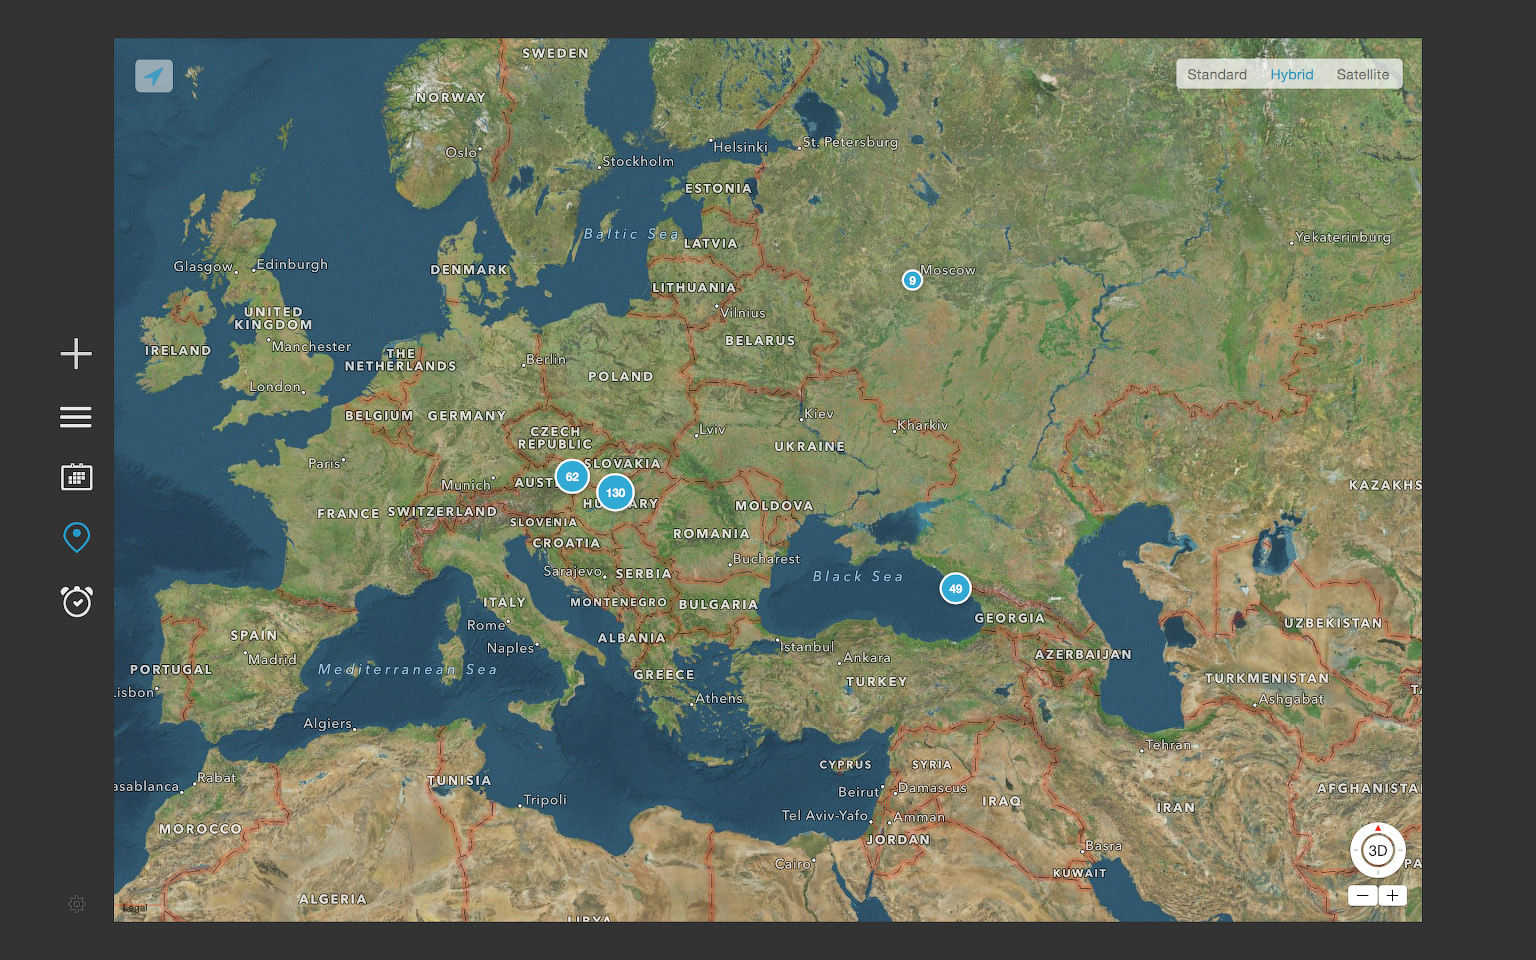 SWEDEN
Standard Hybrid Satellite
NORWAY
Oslo
Stockholm
Helsinki
St. Petersburg
ESTONIA
Baltic Sea
LATVIA
Yekaterinburg
Glasgow
Edinburgh
DENMARK
Moscow
9
LITHUANIA
UNITED
KINGDOM
Vilnius
IRELAND
Manchester
THE
NETHERLANDS
BELARUS
Berlin
POLAND
London
BELGIUM
GERMANY
CZECH
REPUBLIC
Kiev
Lviv
Kharkiv
UKRAINE
Paris
SLOVAKIA
62
Munich
AUST
130
HU
ARY
KAZAKHS
FRANCE
SWITZERLAND
MOLDOVA
SLOVENIA
ROMANIA
CROATIA
Bucharest
Sarajevo
SERBIA
Black Sea
49
ITALY
MONTENEGRO
BULGARIA
GEORGIA
Rome
UZBEKISTAN
SPAIN
ALBANIA
Naples
Istanbul
Madrid
Ankara
AZERBAIJAN
PORTUGAL
Mediterranean Sea
GREECE
TURKEY
TURKMENISTAN
isbon
Athens
Ashgabat
TA
Algiers
Tehran
CYPRUS
SYRIA
Rabat
TUNISIA
asablanca
Beirut
Damascus
AFGHANISTA
Tripoli
IRAQ
IRAN
Tel Aviv-Yafo
Amman
MOROCCO
JORDAN
Basra
3D
Cairo
PA
KUWAIT
ALGERIA
Legal
LIBYA